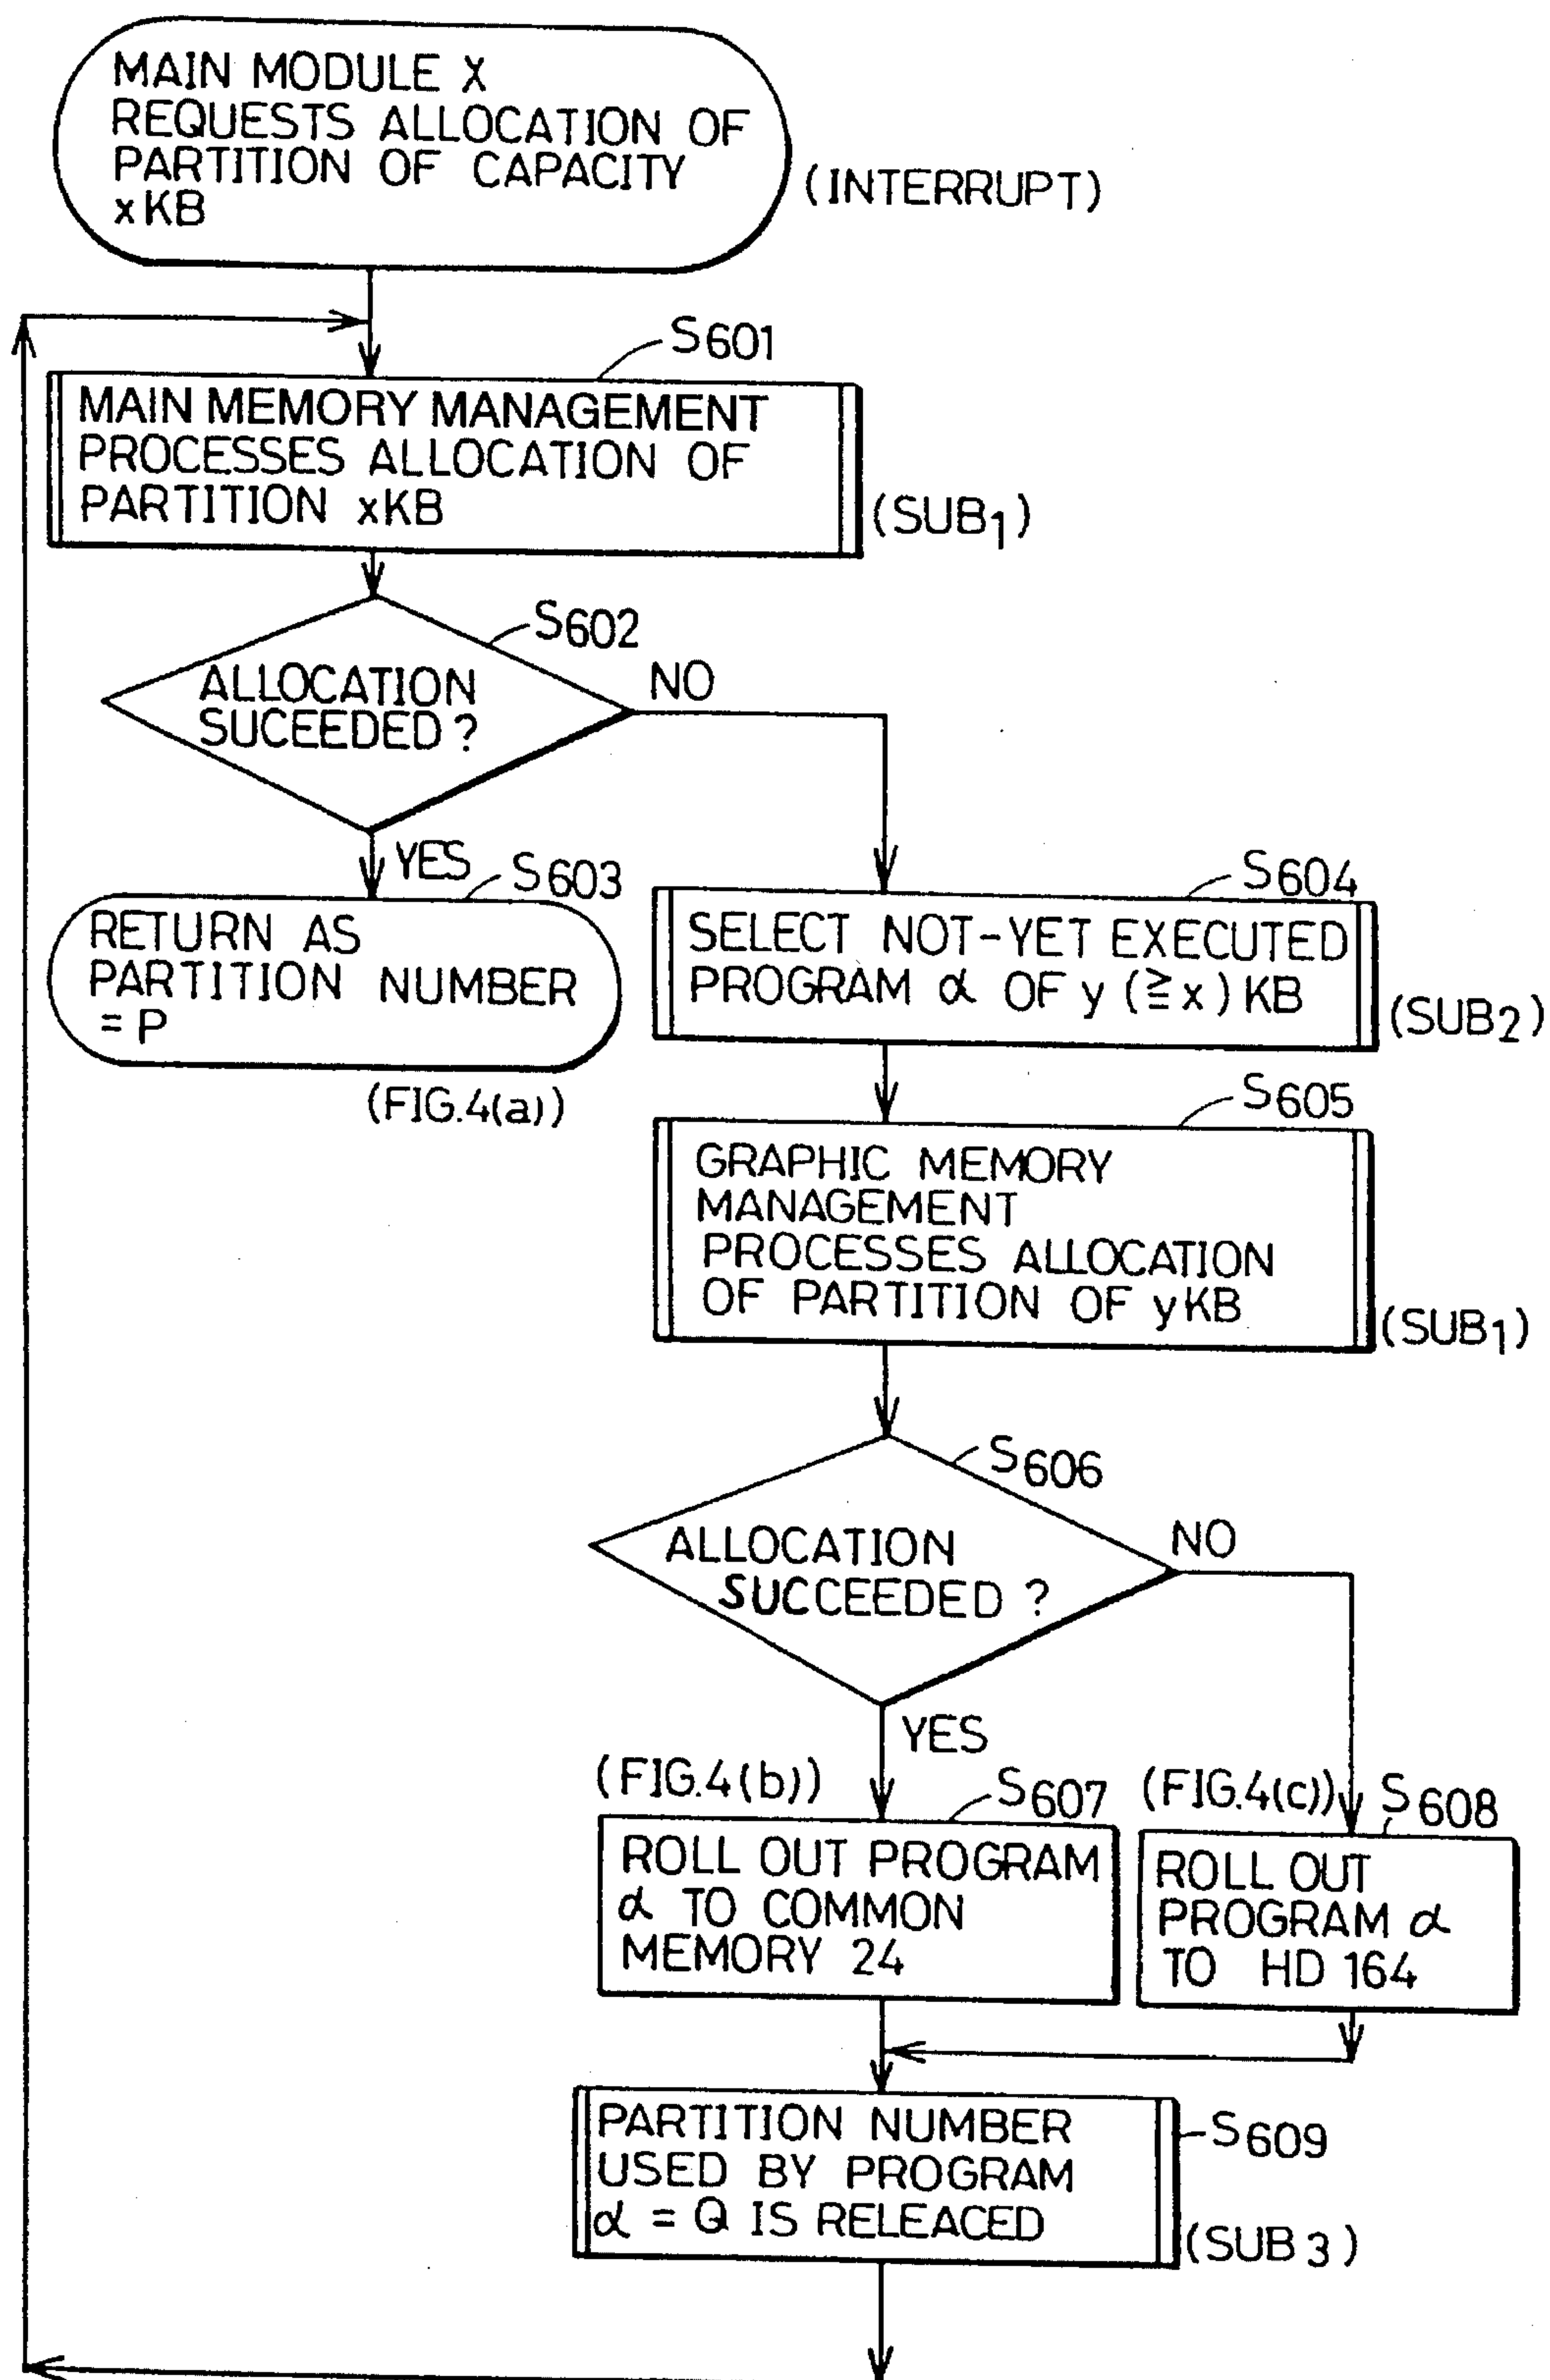 MAIN MODULE X
REQUESTS ALLOCATION OF
PARTITION OF CAPACITY
xKB
(INTERRUPT)
S601
MAIN MEMORY MANAGEMENT
PROCESSES ALLOCATION OF
PARTITION xKB
(SUB1)
S602
ALLOCATION
SUCEEDED ?
NO
YES
S603
RETURN AS
PARTITION NUMBER
= P
(FIG.4(a))
S604
SELECT NOT-YET EXECUTED
PROGRAM α OF y (≧x) KB
(SUB2)
S605
GRAPHIC MEMORY
MANAGEMENT
PROCESSES ALLOCATION
OF PARTITION OF yKB
(SUB1)
S606
ALLOCATION
SUCCEEDED ?
NO
YES
(FIG.4(b))
S607
ROLL OUT PROGRAM
α TO COMMON
MEMORY 24
(FIG.4(c))
S608
ROLL OUT
PROGRAM α
TO HD 164
PARTITION NUMBER
USED BY PROGRAM
α = Q IS RELEACED
S609
(SUB 3)